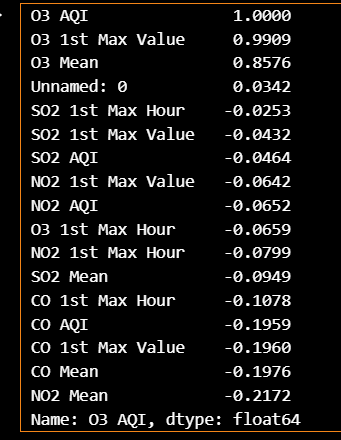 O3 AQI 1.0000
O3 1st Max Value 0.9909
O3 Mean 0.8576
Unnamed: 0 0.0342
SO2 1st Max Hour -0.0253
SO2 1st Max Value -0.0432
SO2 AQI -0.0464
NO2 1st Max Value -0.0642
NO2 AQI -0.0652
O3 1st Max Hour -0.0659
NO2 1st Max Hour -0.0799
SO2 Mean -0.0949
CO 1st Max Hour -0.1078
CO AQI -0.1959
CO 1st Max Value -0.1960
CO Mean -0.1976
NO2 Mean -0.2172
Name: O3 AQI, dtype: float64